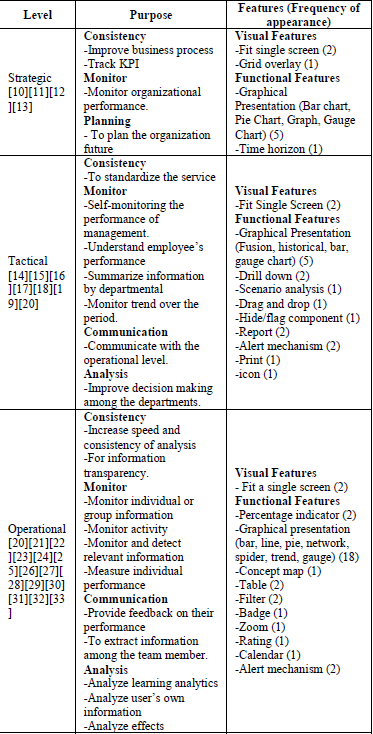 Level
Purpose
Features (Frequency of
appearance)
Strategic
[10][11][12
][13]
Consistency
-Improve business process
-Track KPI
Monitor
-Monitor organizational
performance.
Planning
- To plan the organization
future
Visual Features
-Fit single screen (2)
-Grid overlay (1)
Functional Features
-Graphical
Presentation (Bar chart,
Pie Chart, Graph, Gauge
Chart) (5)
-Time horizon (1)
Tactical
[14][15][16
][17][18][1
9][20]
Consistency
-To standardize the service
Monitor
-Self-monitoring the
performance of
management.
-Understand employee's
performance
-Summarize information
by departmental
-Monitor trend over the
period.
Communication
-Communicate with the
operational level.
Analysis
-Improve decision making
among the departments.
Visual Features
-Fit Single Screen (2)
Functional Features
-Graphical Presentation
(Fusion, historical, bar,
gauge chart) (5)
-Drill down (2)
-Scenario analysis (1)
-Drag and drop (1)
-Hide/flag component (1)
-Report (2)
-Alert mechanism (2)
-Print (1)
-icon (1)
Operational
[20][21][22
][23][24][2
5][26][27][
28][29][30]
[31][32][33
]
Consistency
-Increase speed and
consistency of analysis
-For information
transparency.
Monitor
-Monitor individual or
group information
-Monitor activity
-Monitor and detect
relevant information
-Measure individual
performance
Communication
-Provide feedback on their
performance
-To extract information
among the team member.
Analysis
-Analyze learning analytics
-Analyze user's own
information
-Analyze effects
Visual Features
- Fit a single screen (2)
Functional Features
-Percentage indicator (2)
-Graphical presentation
(bar, line, pie, network,
spider, trend, gauge) (18)
-Concept map (1)
-Table (2)
-Filter (2)
-Badge (1)
-Zoom (1)
-Rating (1)
-Calendar (1)
-Alert mechanism (2)